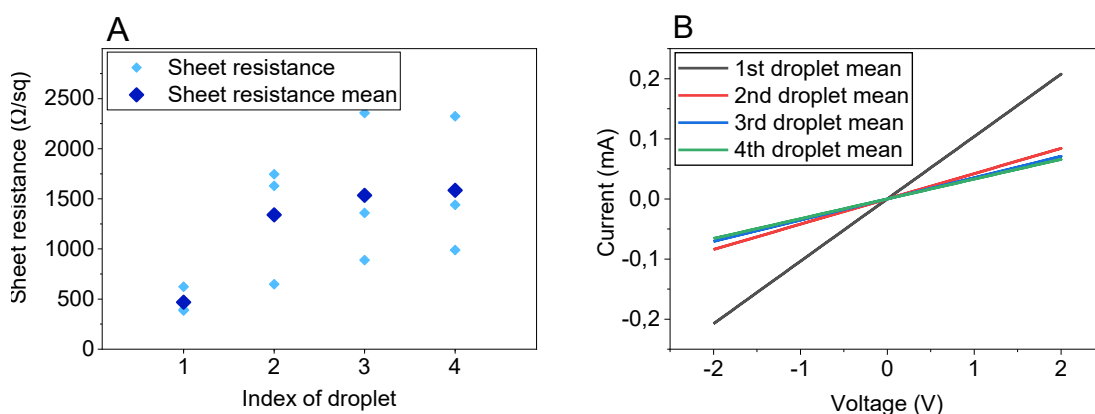 A
Sheet resistance
Sheet resistance mean
Sheet resistance (Ω/sq)
2500
2000
1500
1000
500
0
1 2 3 4
Index of droplet
B
1st droplet mean
2nd droplet mean
3rd droplet mean
4th droplet mean
Current (mA)
0,2
0,1
0,0
-0,1
-0,2
-2 -1 0 1 2
Voltage (V)